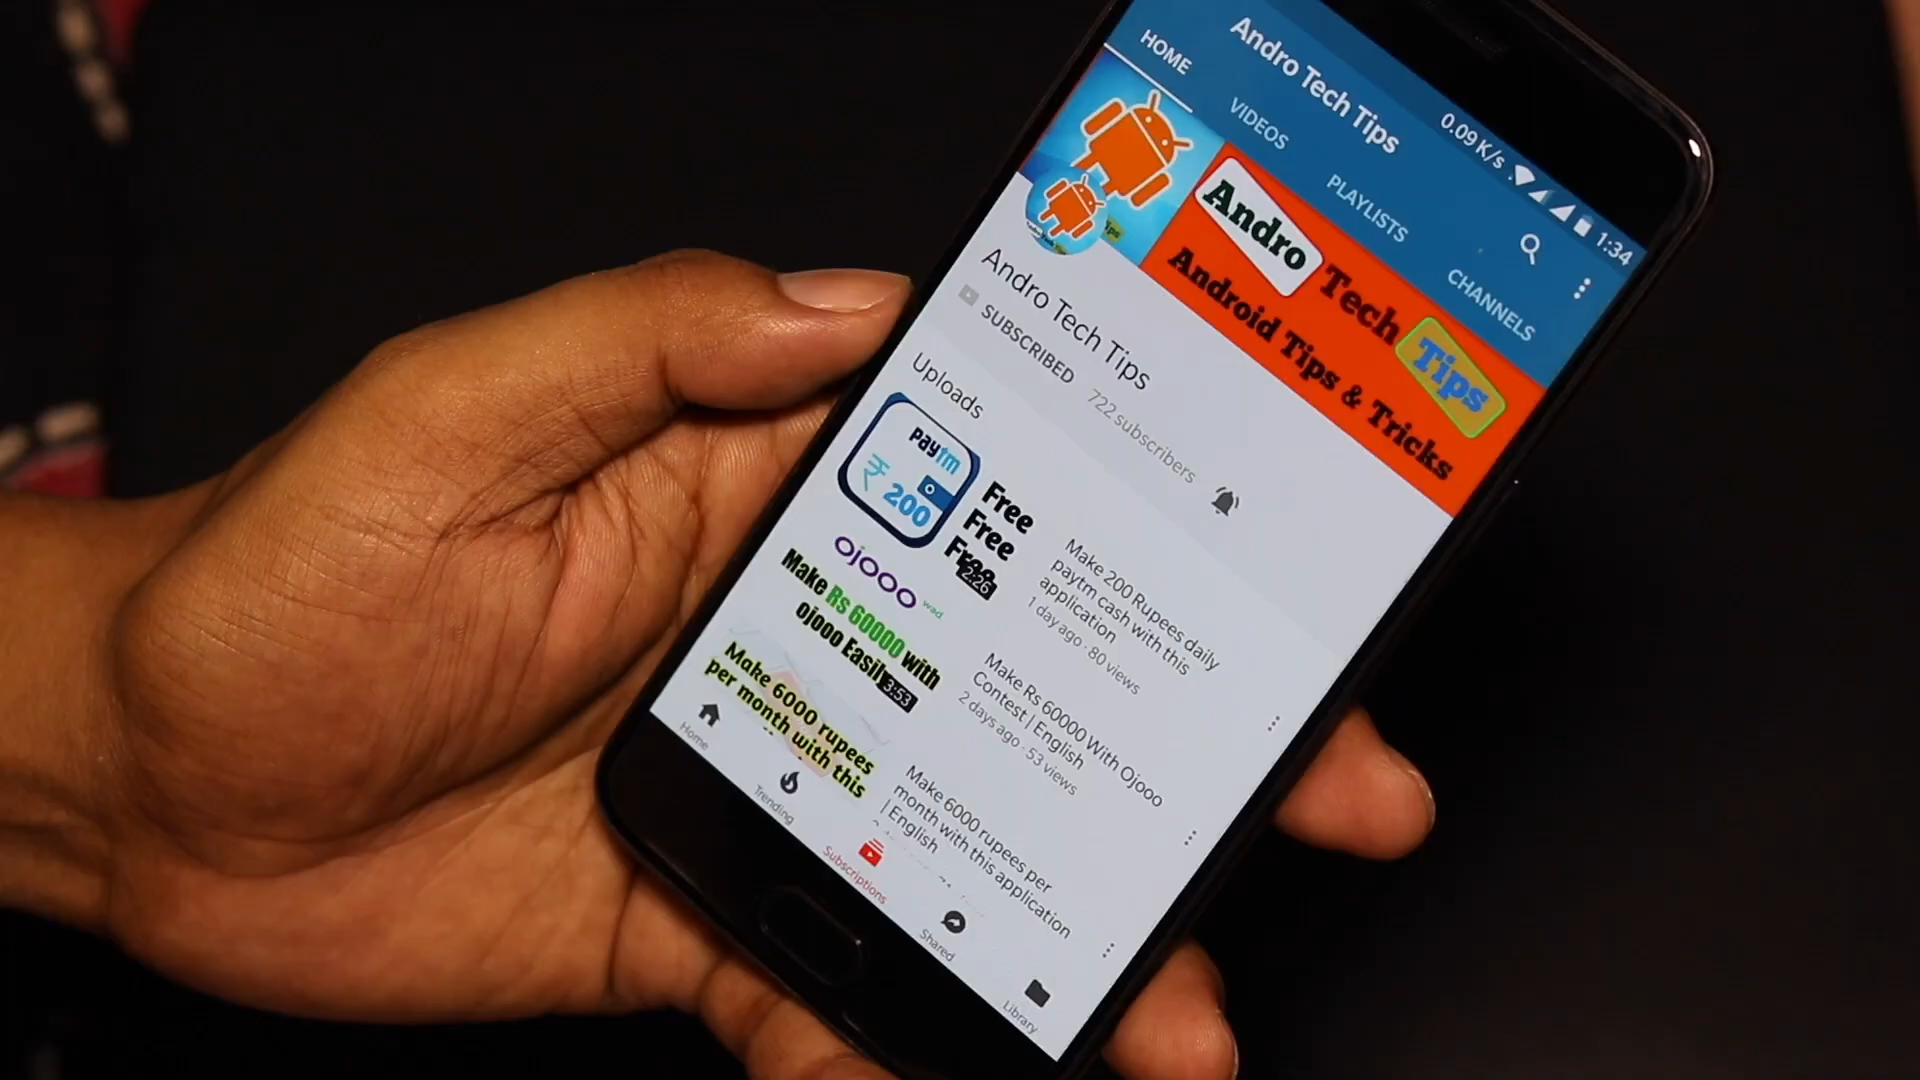 0.09 K/s 1:34
Andro Tech Tips
HOME VIDEOS PLAYLISTS CHANNELS
Andro Tech Tips
Android Tips & Tricks
Andro Tech Tips
SUBSCRIBED 722 subscribers
Uploads
paytm
₹ 200
Free
Free
Free
2:26
Make 200 Rupees daily
paytm cash with this
application
1 day ago · 80 views
ojooo wad
Make Rs 60000 with
Ojooo Easily
3:53
Make Rs 60000 With Ojooo
Contest | English
2 days ago · 53 views
Make 6000 rupees
per month with this
Make 6000 rupees per
month with this application
| English
Home
Trending
Subscriptions
Shared
Library